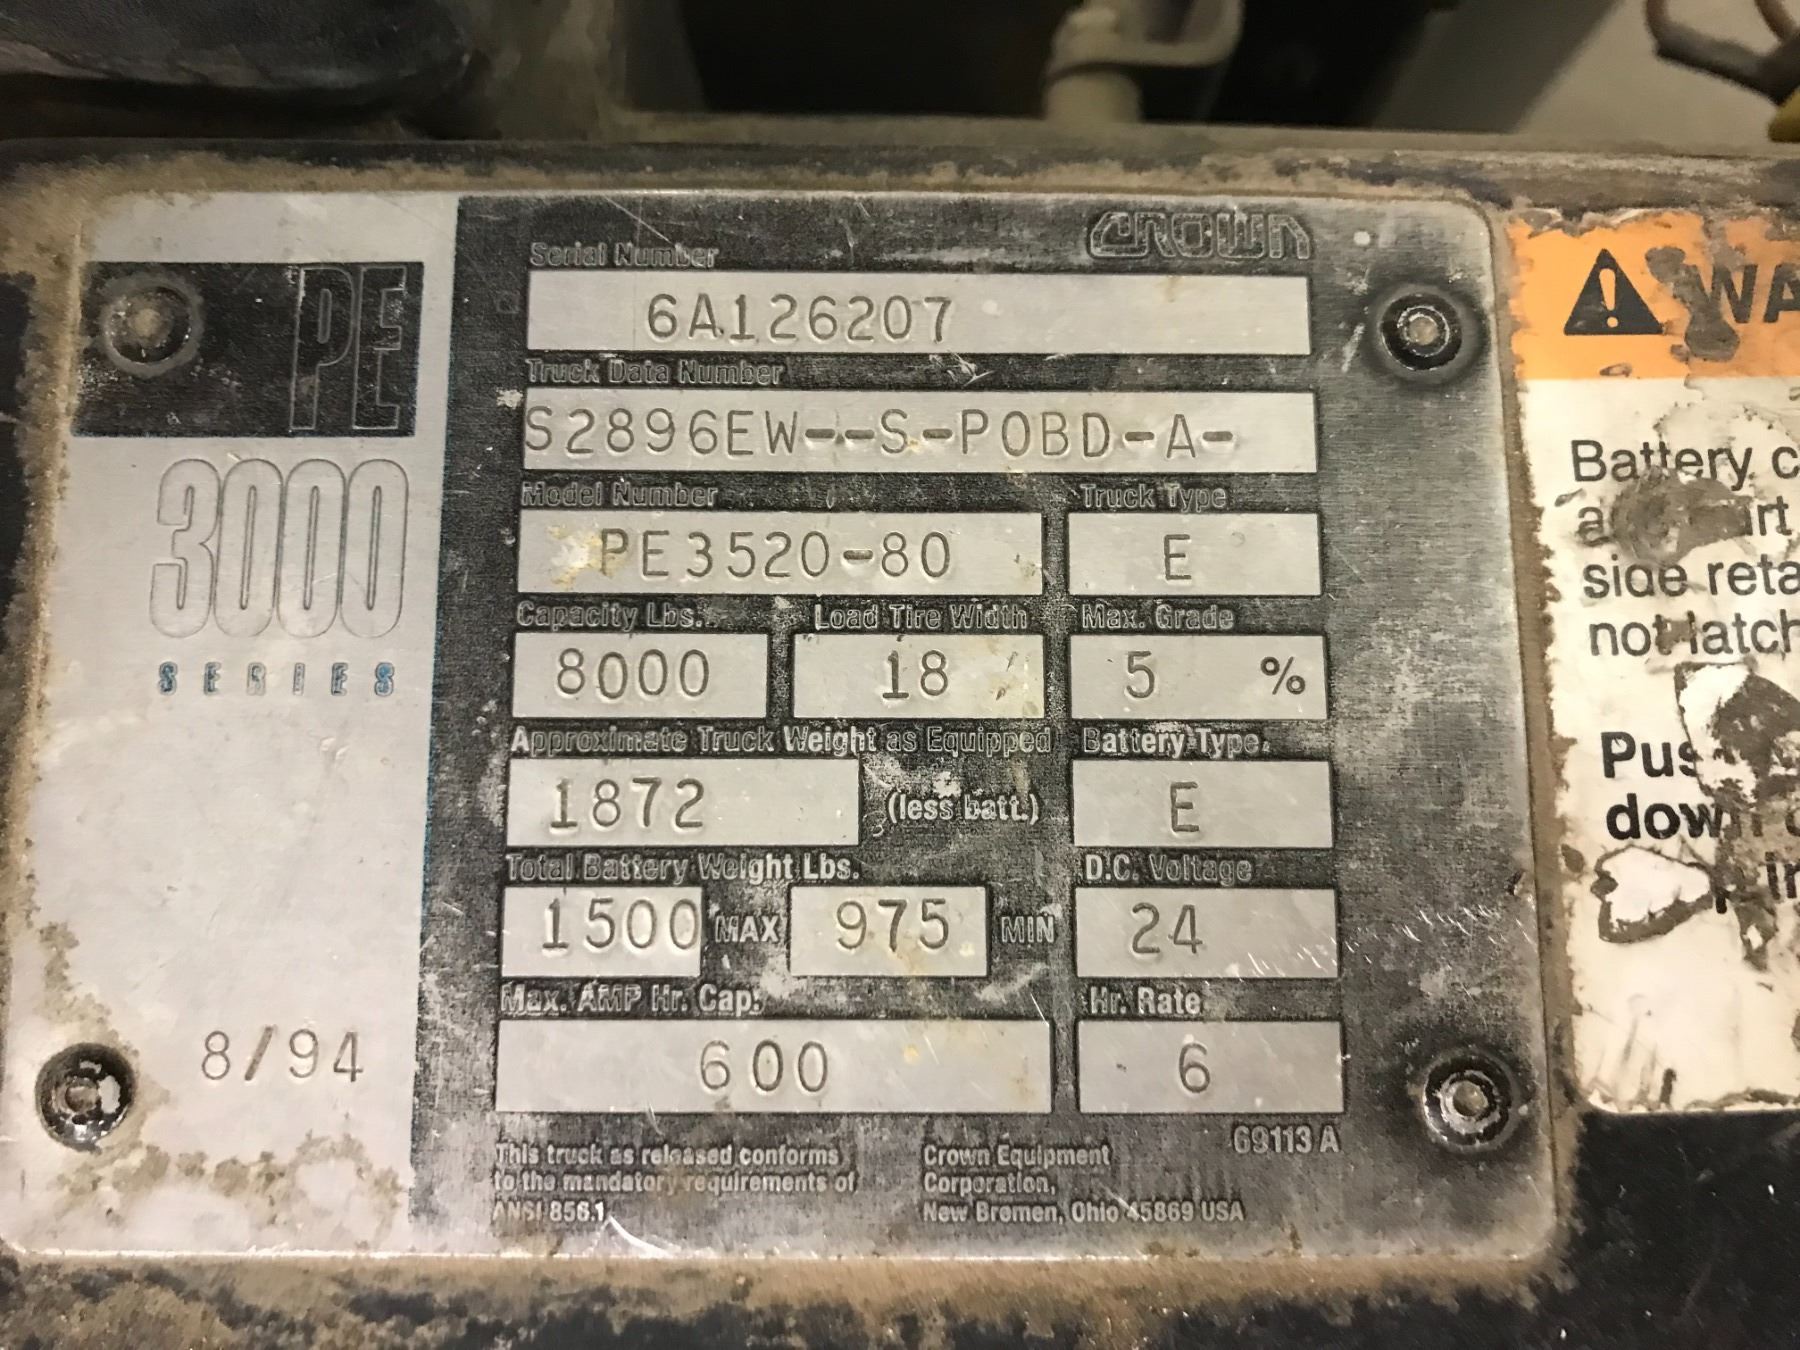 PE
3000
SERIES
8/94
CROWN
Serial Number
6A126207
Truck Data Number
S2896EW--S-POBD-A-
Model Number Truck Type
PE3520-80 E
Capacity Lbs. Load Tire Width Max. Grade
8000 18 5 %
Approximate Truck Weight as Equipped Battery Type
1872 (less batt.) E
Total Battery Weight Lbs. D.C. Voltage
1500 MAX 975 MIN 24
Max. AMP Hr. Cap. Hr. Rate
600 6
69113 A
This truck as released conforms
to the mandatory requirements of
ANSI B56.1
Crown Equipment
Corporation,
New Bremen, Ohio 45869 USA
WA
Battery c
side reta
not latch
Pus
down